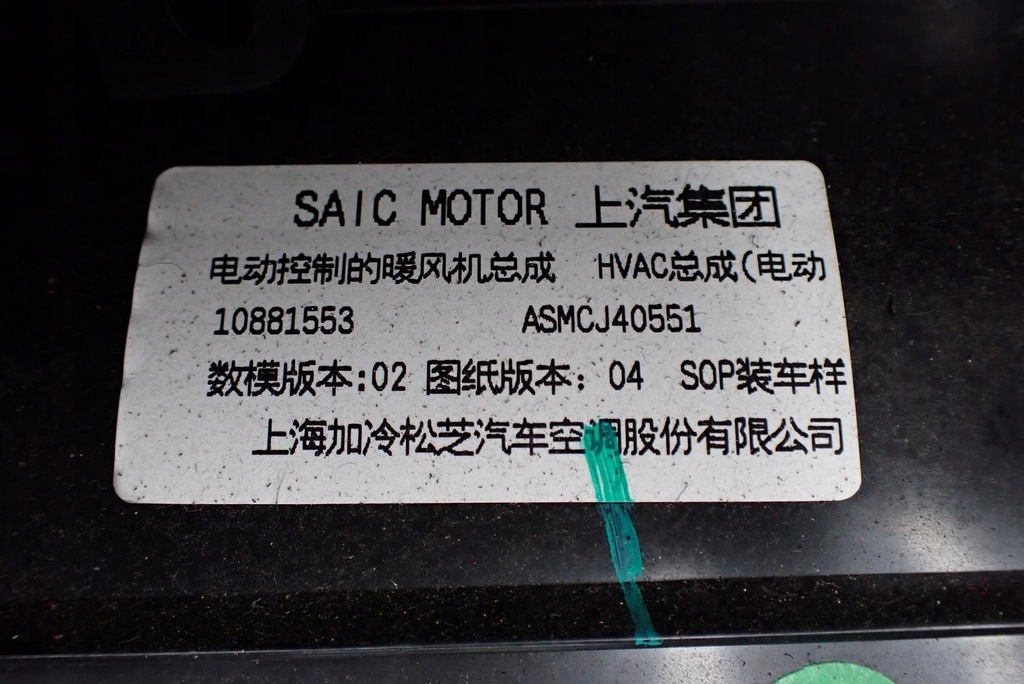 SAIC MOTOR 上汽集团
电动控制的暖风机总成 HVAC总成(电动
10881553 ASMCJ40551
数模版本:02 图纸版本: 04 SOP装车样
上海加冷松芝汽车空调股份有限公司